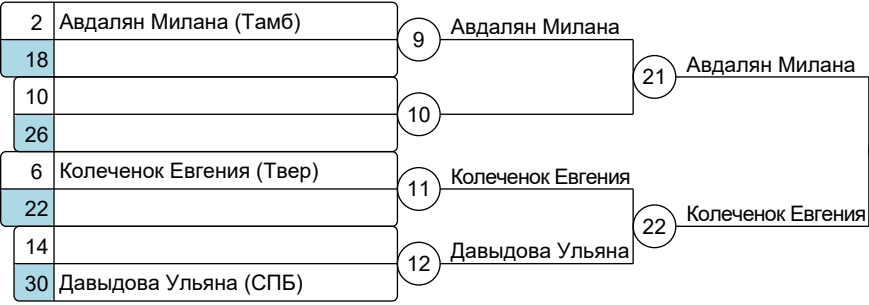 2 Авдалян Милана (Тамб)
18
9 Авдалян Милана
10
26
10
21 Авдалян Милана
6 Колеченок Евгения (Твер)
22
11 Колеченок Евгения
14
30 Давыдова Ульяна (СПБ)
12 Давыдова Ульяна
22 Колеченок Евгения